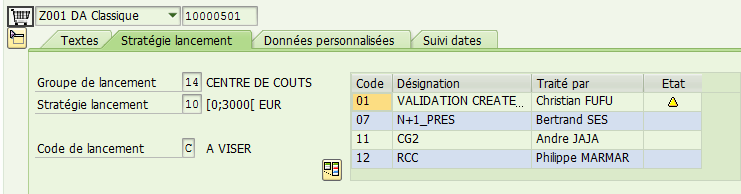 Z001 DA Classique 10000501
Textes Stratégie lancement Données personnalisées Suivi dates
Groupe de lancement 14 CENTRE DE COUTS
Stratégie lancement 10 [0;3000[ EUR
Code de lancement C A VISER
Code Désignation Traité par Etat
01 VALIDATION CREATE... Christian FUFU
07 N+1_PRES Bertrand SES
11 CG2 Andre JAJA
12 RCC Philippe MARMAR